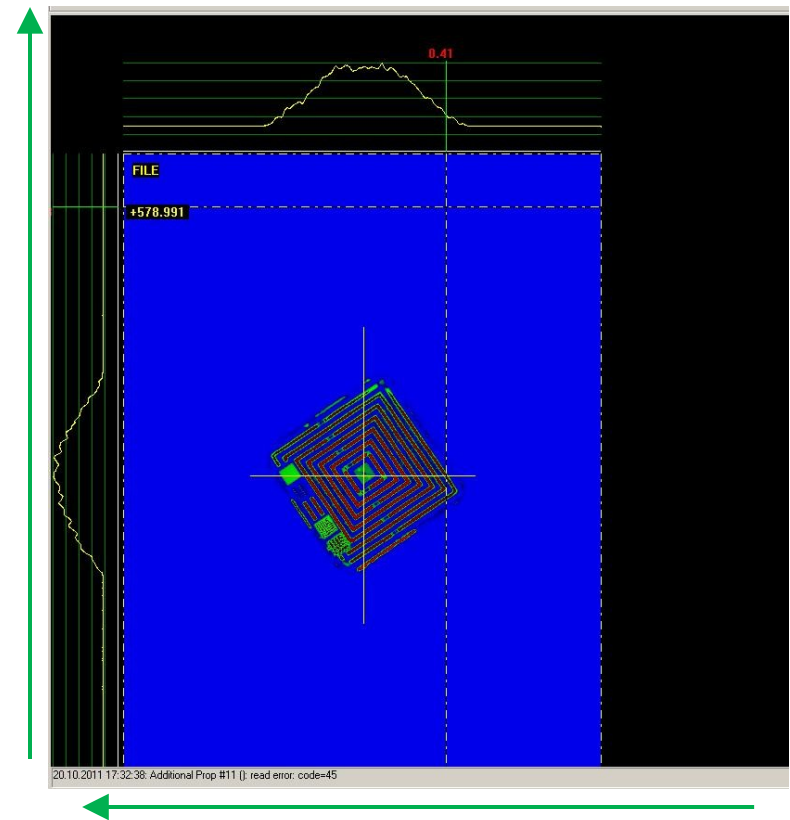 0.41
FILE
+578.991
20.10.2011 17:32:38: Additional Prop #11 (): read error: code=45